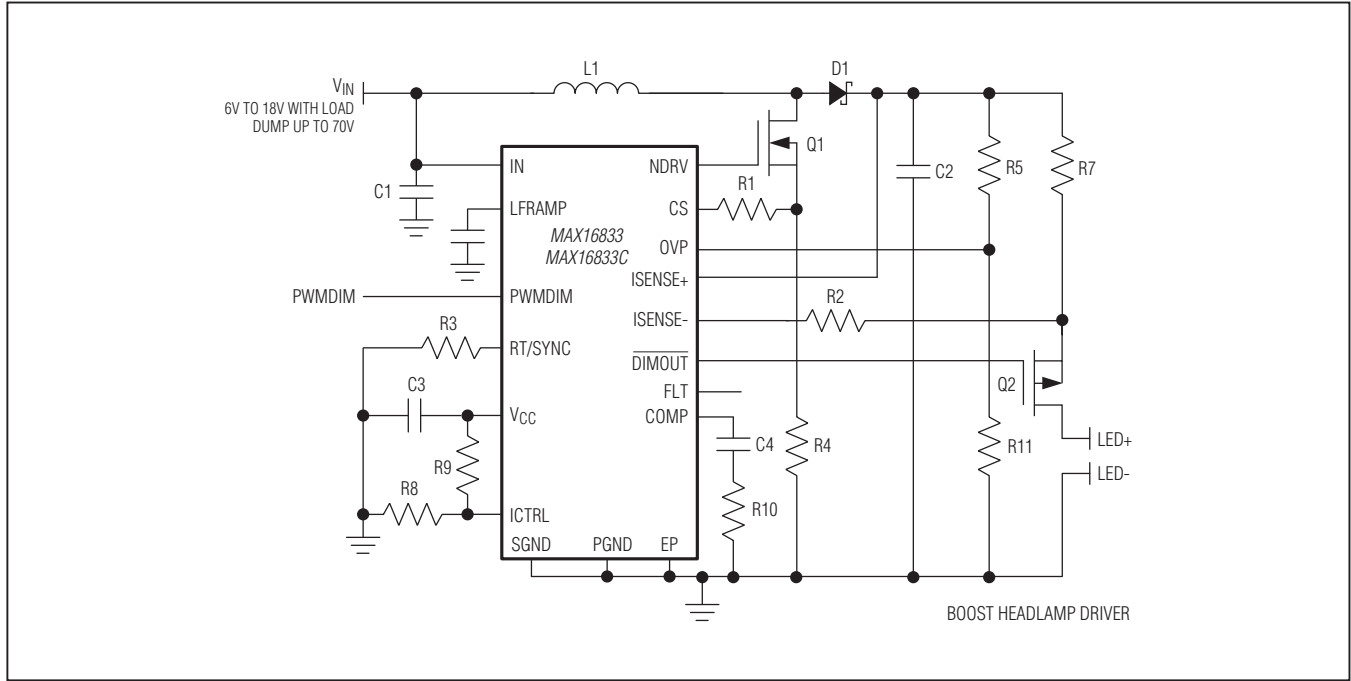 L1
D1
VIN
6V TO 18V WITH LOAD
DUMP UP TO 70V
Q1
IN
NDRV
C2
R5
R7
C1
R1
LFRAMP
CS
MAX16833
MAX16833C
OVP
ISENSE+
PWMDIM
PWMDIM
R2
ISENSE-
R3
RT/SYNC
DIMOUT
Q2
C3
FLT
VCC
COMP
C4
R4
R11
LED+
R9
LED-
R8
R10
ICTRL
SGND
PGND
EP
BOOST HEADLAMP DRIVER